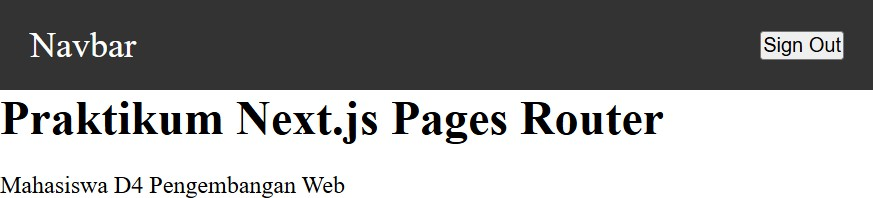 Navbar
Sign Out
Praktikum Next.js Pages Router
Mahasiswa D4 Pengembangan Web